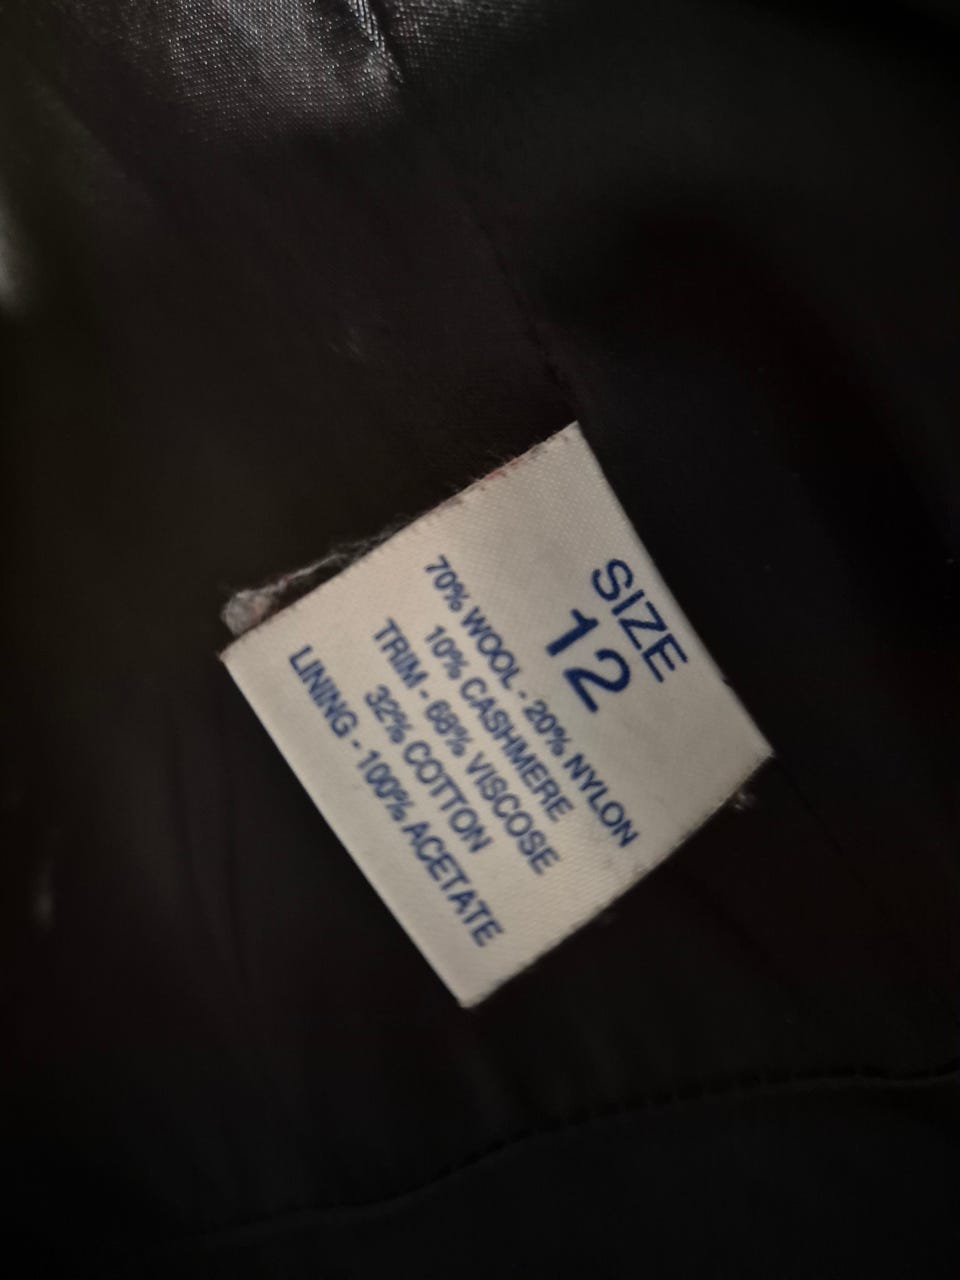 SIZE
12
70% WOOL - 20% NYLON
10% CASHMERE
TRIM - 68% VISCOSE
32% COTTON
LINING - 100% ACETATE